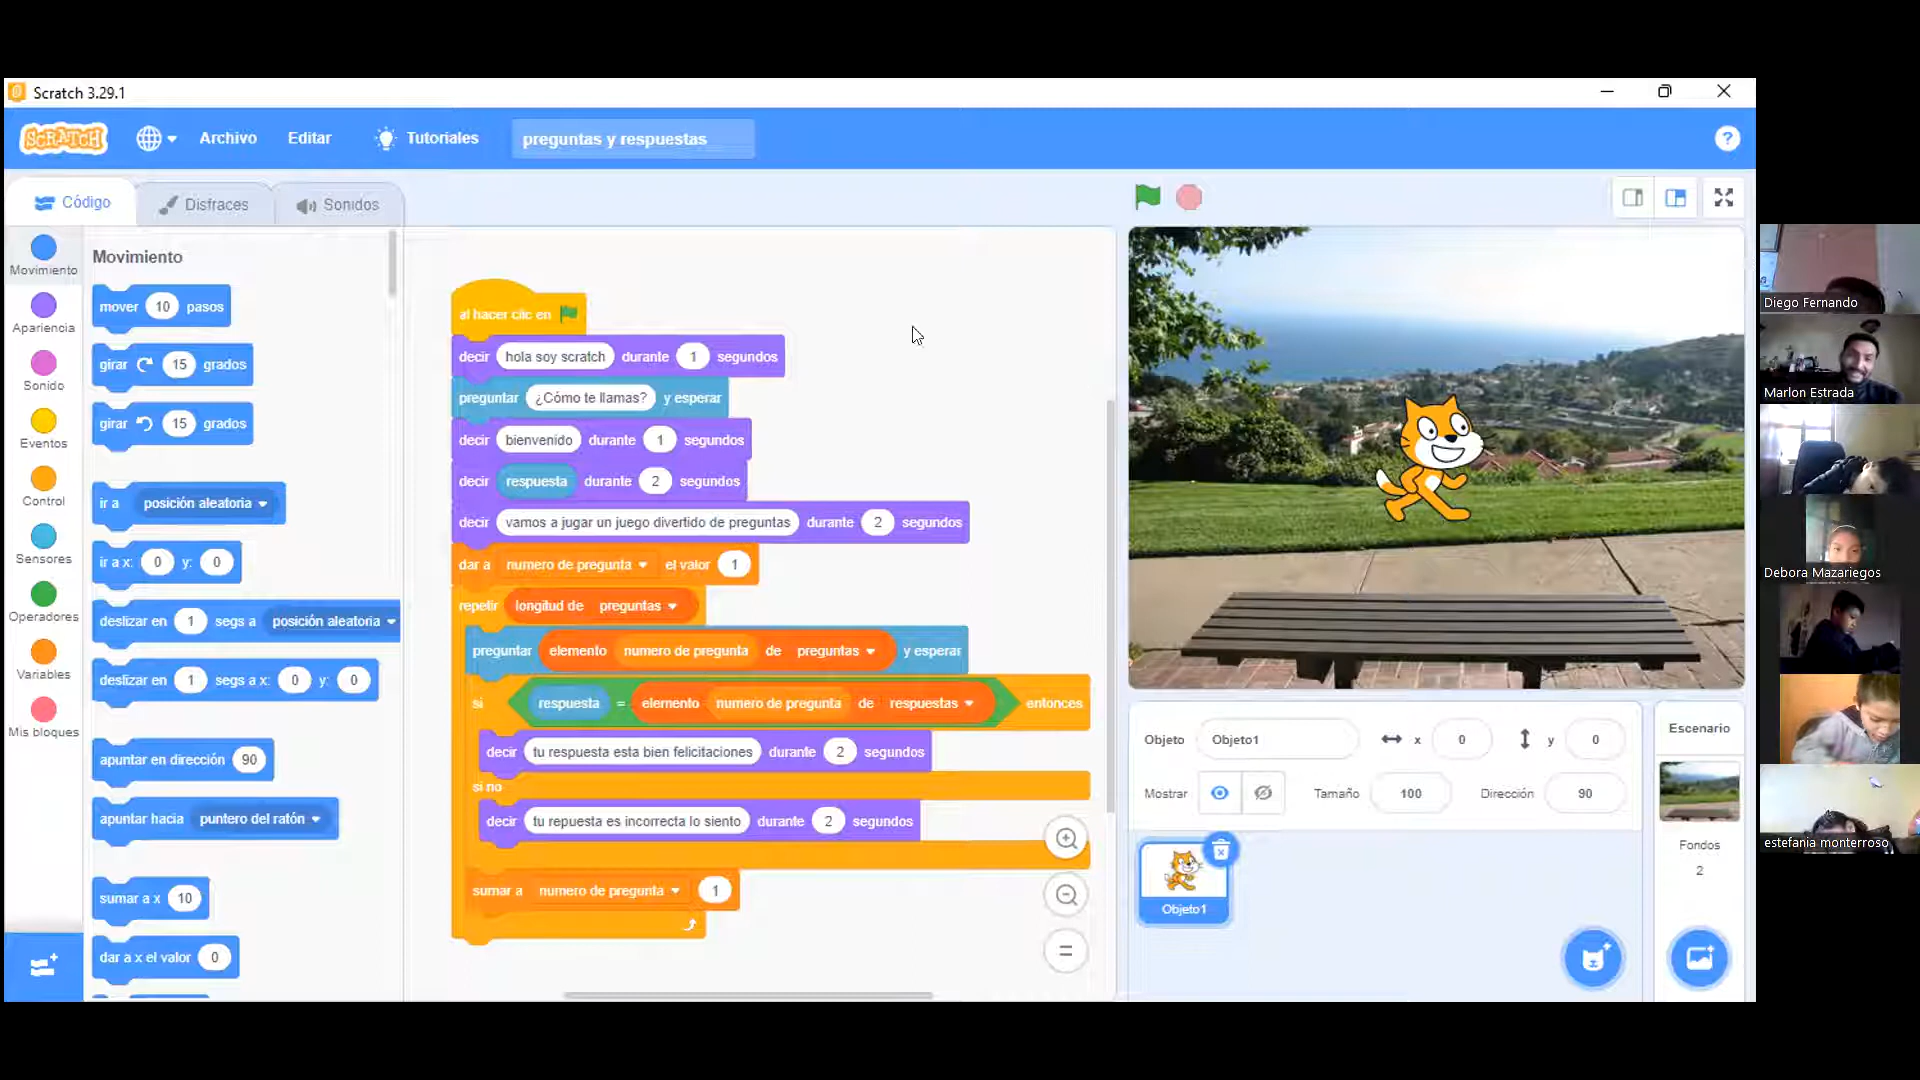 Scratch 3.29.1
SCRATCH
Archivo
Editar
Tutoriales
preguntas y respuestas
?
Código
Disfraces
Sonidos
Movimiento
Apariencia
Sonido
Eventos
Control
Sensores
Operadores
Variables
Mis bloques
Movimiento
mover 10 pasos
girar 15 grados
girar 15 grados
ir a posición aleatoria
ir a x: 0 y: 0
deslizar en 1 segs a posición aleatoria
deslizar en 1 segs a x: 0 y: 0
apuntar en dirección 90
apuntar hacia puntero del ratón
sumar a x 10
dar a x el valor 0
al hacer clic en
decir hola soy scratch durante 1 segundos
preguntar ¿Cómo te llamas? y esperar
decir bienvenido durante 1 segundos
decir respuesta durante 2 segundos
decir vamos a jugar un juego divertido de preguntas durante 2 segundos
dar a numero de pregunta el valor 1
repetir longitud de preguntas
preguntar elemento numero de pregunta de preguntas y esperar
si respuesta = elemento numero de pregunta de respuestas entonces
decir tu respuesta esta bien felicitaciones durante 2 segundos
si no
decir tu repuesta es incorrecta lo siento durante 2 segundos
sumar a numero de pregunta 1
Objeto Objeto1 x 0 y 0
Mostrar Tamaño 100 Dirección 90
Objeto1
Escenario
Fondos
2
Diego Fernando
Marlon Estrada
Debora Mazariegos
estefania monterroso